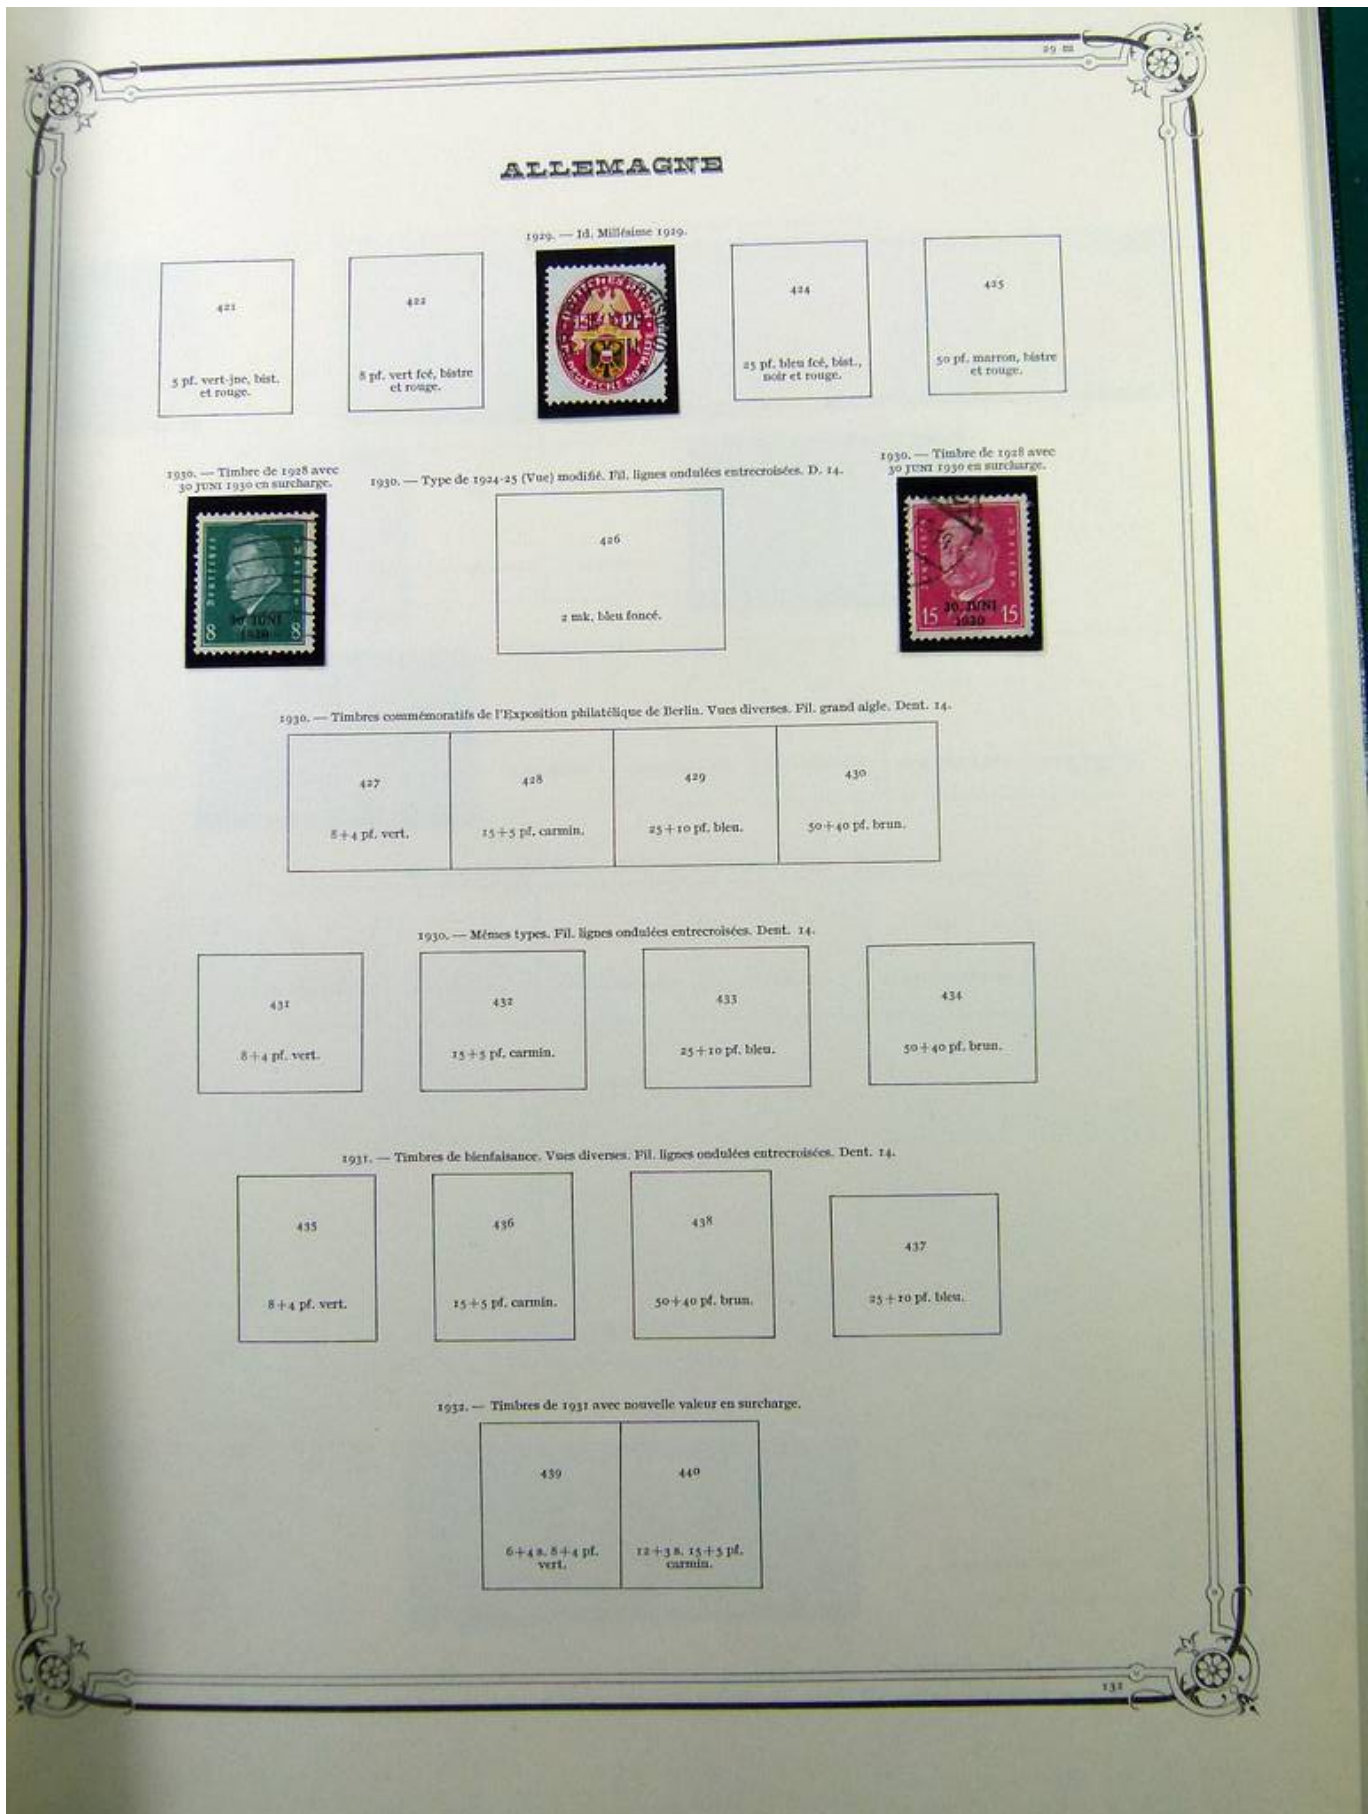 29 m
ALLEMAGNE
1929. — Id. Millésime 1929.
421
5 pf. vert-jne, bist.
et rouge.
422
8 pf. vert fcé, bistre
et rouge.
424
25 pf. bleu fcé, bist.,
noir et rouge.
425
50 pf. marron, bistre
et rouge.
1930. — Timbre de 1928 avec
30 JUNI 1930 en surcharge.
8 8
30. JUNI
1930
1930. — Type de 1924-25 (Vue) modifié. Fil. lignes ondulées entrecroisées. D. 14.
426
2 mk, bleu foncé.
1930. — Timbre de 1928 avec
30 JUNI 1930 en surcharge.
15 15
30. JUNI
1930
1930. — Timbres commémoratifs de l'Exposition philatélique de Berlin. Vues diverses. Fil. grand aigle. Dent. 14.
427
8+4 pf. vert.
428
15+5 pf. carmin.
429
25+10 pf. bleu.
430
50+40 pf. brun.
1930. — Mêmes types. Fil. lignes ondulées entrecroisées. Dent. 14.
431
8+4 pf. vert.
432
15+5 pf. carmin.
433
25+10 pf. bleu.
434
50+40 pf. brun.
1931. — Timbres de bienfaisance. Vues diverses. Fil. lignes ondulées entrecroisées. Dent. 14.
435
8+4 pf. vert.
436
15+5 pf. carmin.
438
50+40 pf. brun.
437
25+10 pf. bleu.
1932. — Timbres de 1931 avec nouvelle valeur en surcharge.
439
6+4 s. 8+4 pf.
vert.
440
12+3 s. 15+5 pf.
carmin.
132